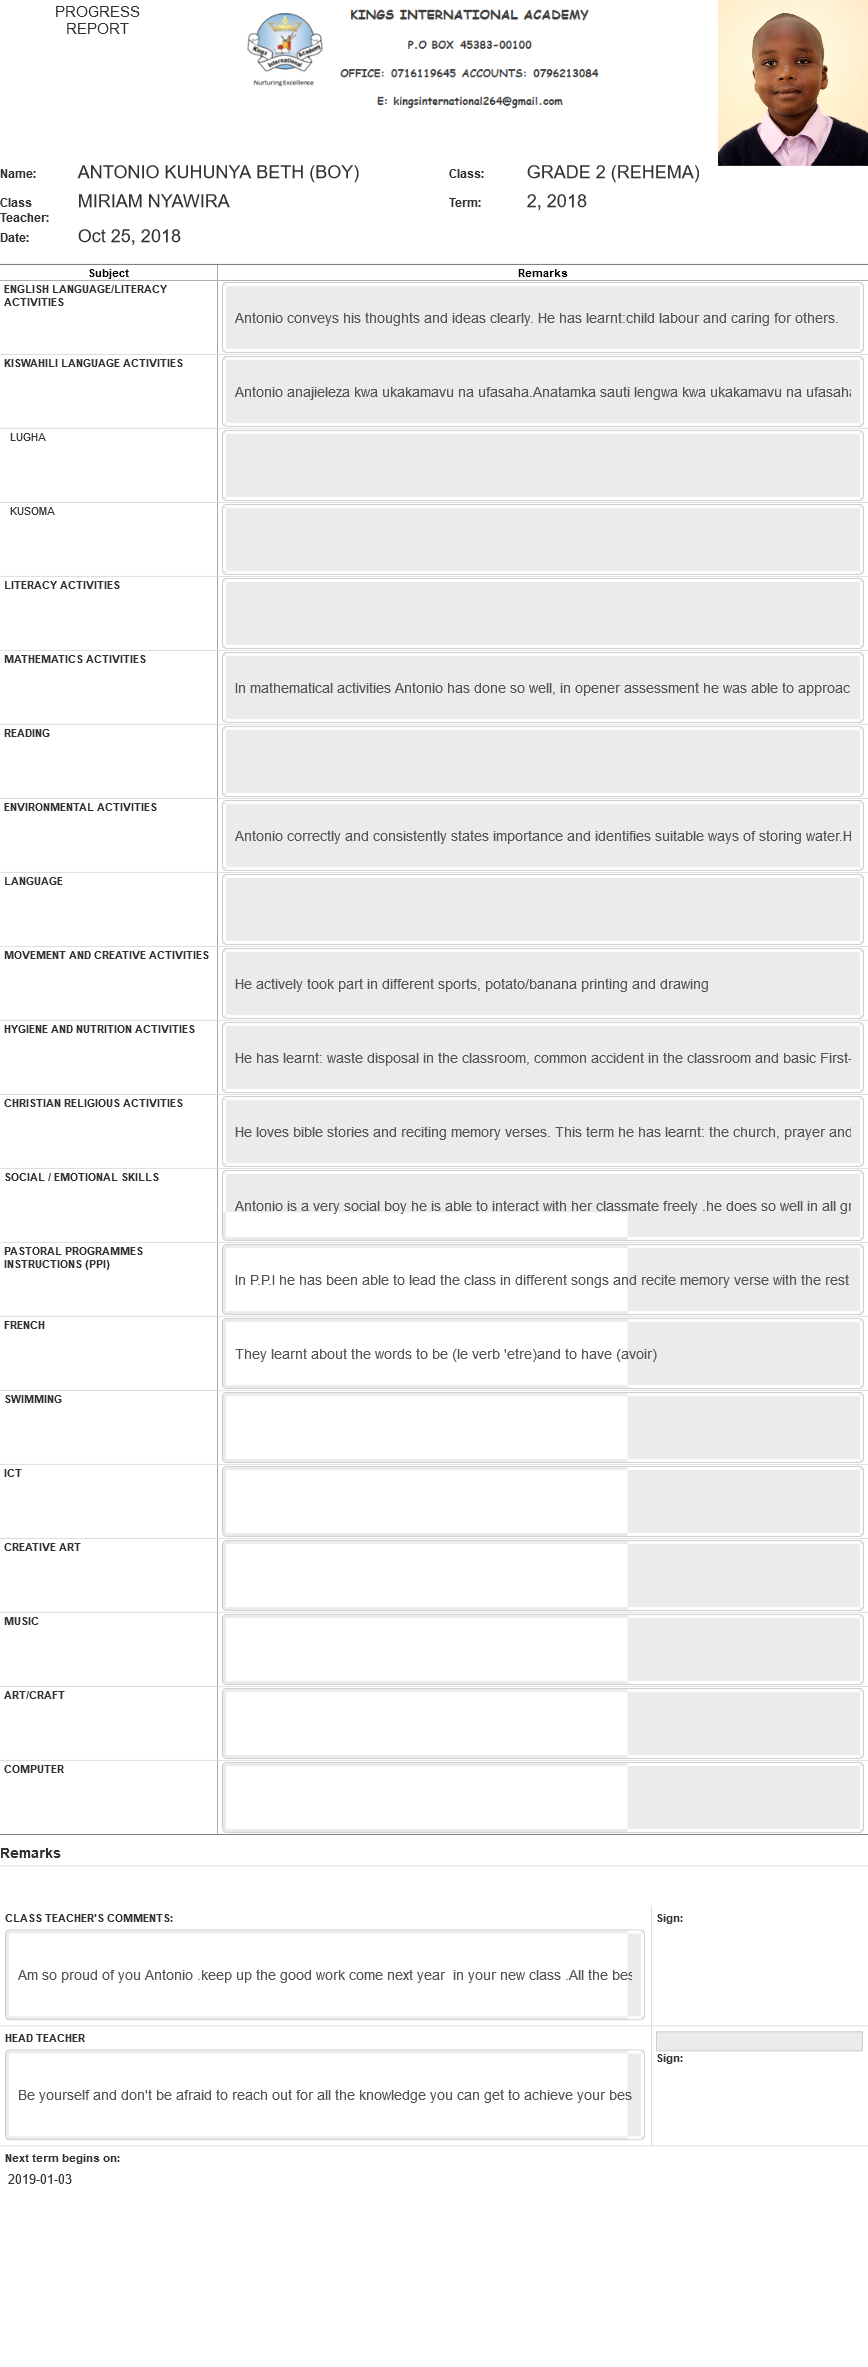 PROGRESS
REPORT
KINGS INTERNATIONAL ACADEMY
P.O BOX 45383-00100
OFFICE: 0716119645 ACCOUNTS: 0796213084
E: kingsinternational264@gmail.com
Kings International Academy
Nurturing Excellence
Name: ANTONIO KUHUNYA BETH (BOY) Class: GRADE 2 (REHEMA)
Class Teacher: MIRIAM NYAWIRA Term: 2, 2018
Date: Oct 25, 2018
Subject Remarks
ENGLISH LANGUAGE/LITERACY
ACTIVITIES
Antonio conveys his thoughts and ideas clearly. He has learnt:child labour and caring for others.
KISWAHILI LANGUAGE ACTIVITIES
Antonio anajieleza kwa ukakamavu na ufasaha.Anatamka sauti lengwa kwa ukakamavu na ufasaha
LUGHA
KUSOMA
LITERACY ACTIVITIES
MATHEMATICS ACTIVITIES
In mathematical activities Antonio has done so well, in opener assessment he was able to approac
READING
ENVIRONMENTAL ACTIVITIES
Antonio correctly and consistently states importance and identifies suitable ways of storing water.H
LANGUAGE
MOVEMENT AND CREATIVE ACTIVITIES
He actively took part in different sports, potato/banana printing and drawing
HYGIENE AND NUTRITION ACTIVITIES
He has learnt: waste disposal in the classroom, common accident in the classroom and basic First-
CHRISTIAN RELIGIOUS ACTIVITIES
He loves bible stories and reciting memory verses. This term he has learnt: the church, prayer and
SOCIAL / EMOTIONAL SKILLS
Antonio is a very social boy he is able to interact with her classmate freely .he does so well in all gr
PASTORAL PROGRAMMES
INSTRUCTIONS (PPI)
In P.P.I he has been able to lead the class in different songs and recite memory verse with the rest
FRENCH
They learnt about the words to be (le verb 'etre)and to have (avoir)
SWIMMING
ICT
CREATIVE ART
MUSIC
ART/CRAFT
COMPUTER
Remarks
CLASS TEACHER'S COMMENTS: Sign:
Am so proud of you Antonio .keep up the good work come next year in your new class .All the bes
HEAD TEACHER
Sign:
Be yourself and don't be afraid to reach out for all the knowledge you can get to achieve your bes
Next term begins on:
2019-01-03